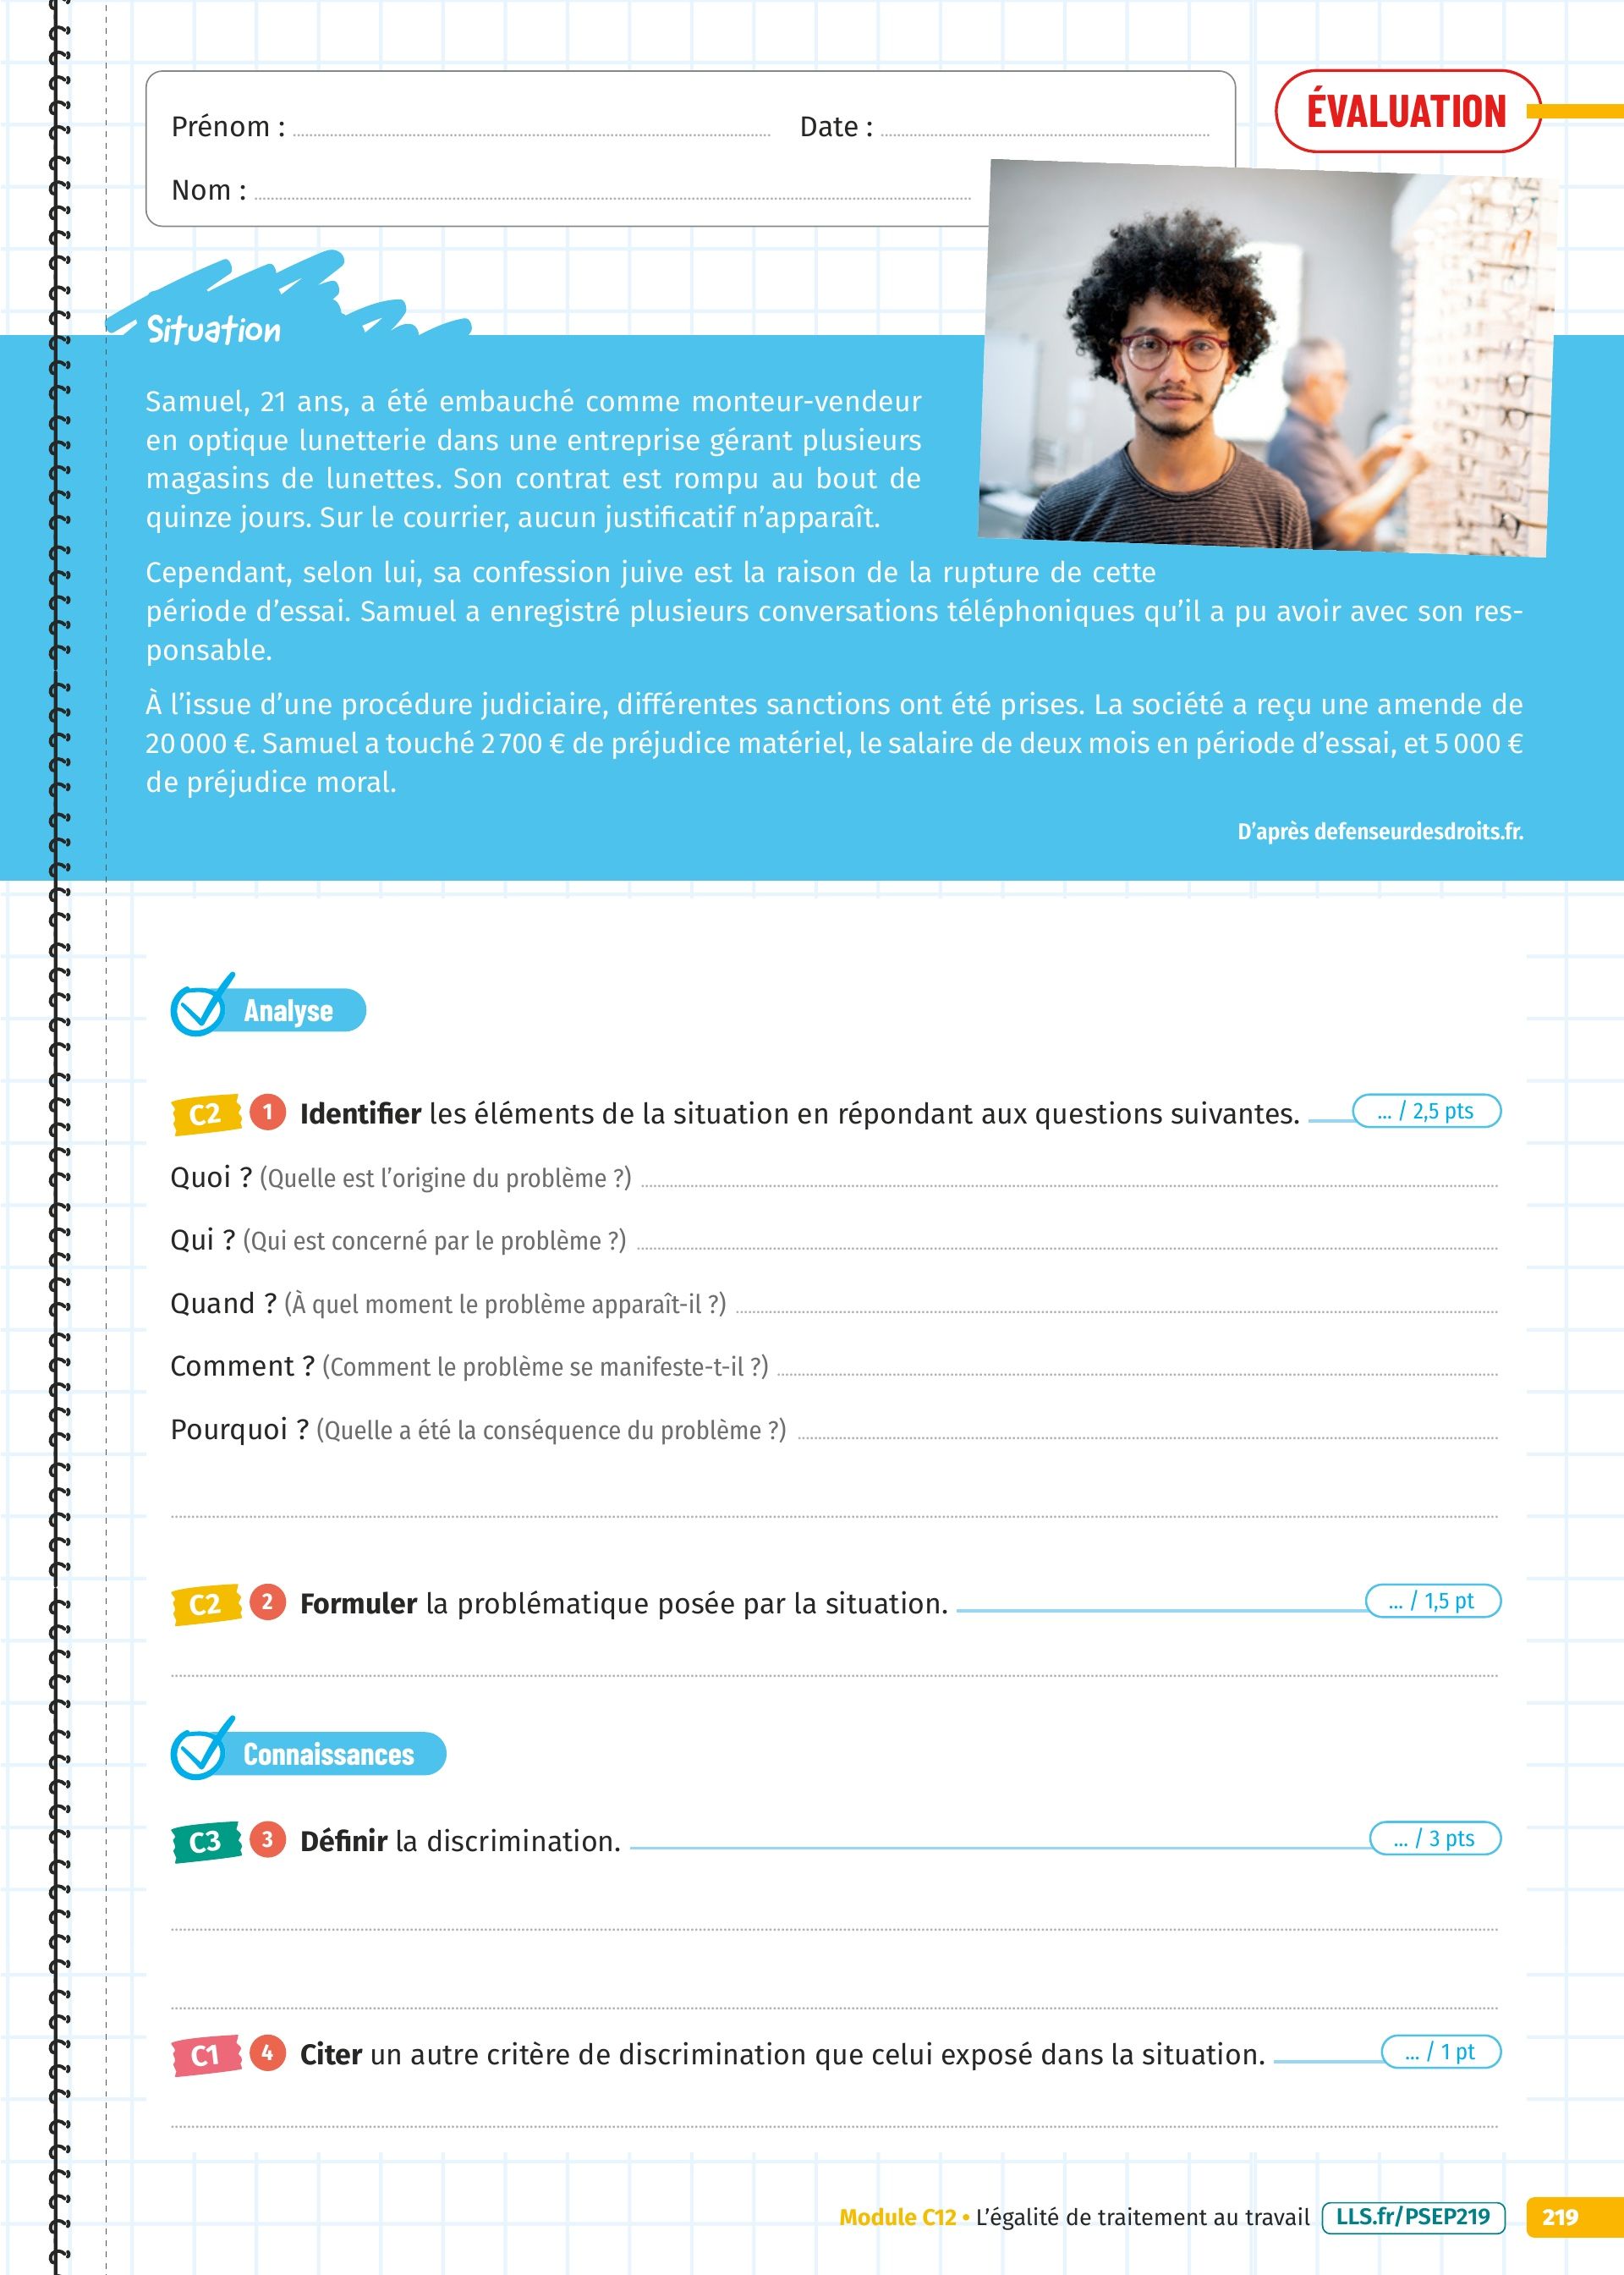 Prénom :
Date :
ÉVALUATION
Nom :
Situation
Samuel, 21 ans, a été embauché comme monteur-vendeur
en optique lunetterie dans une entreprise gérant plusieurs
magasins de lunettes. Son contrat est rompu au bout de
quinze jours. Sur le courrier, aucun justificatif n’apparaît.
Cependant, selon lui, sa confession juive est la raison de la rupture de cette
période d’essai. Samuel a enregistré plusieurs conversations téléphoniques qu’il a pu avoir avec son res-
ponsable.
À l’issue d’une procédure judiciaire, différentes sanctions ont été prises. La société a reçu une amende de
20 000 €. Samuel a touché 2 700 € de préjudice matériel, le salaire de deux mois en période d’essai, et 5 000 €
de préjudice moral.
D’après defenseurdesdroits.fr.
Analyse
C2 1 Identifier les éléments de la situation en répondant aux questions suivantes. ... / 2,5 pts
Quoi ? (Quelle est l’origine du problème ?)
Qui ? (Qui est concerné par le problème ?)
Quand ? (À quel moment le problème apparaît-il ?)
Comment ? (Comment le problème se manifeste-t-il ?)
Pourquoi ? (Quelle a été la conséquence du problème ?)
C2 2 Formuler la problématique posée par la situation. ... / 1,5 pt
Connaissances
C3 3 Définir la discrimination. ... / 3 pts
C1 4 Citer un autre critère de discrimination que celui exposé dans la situation. ... / 1 pt
Module C12 • L’égalité de traitement au travail LLS.fr/PSEP219 219